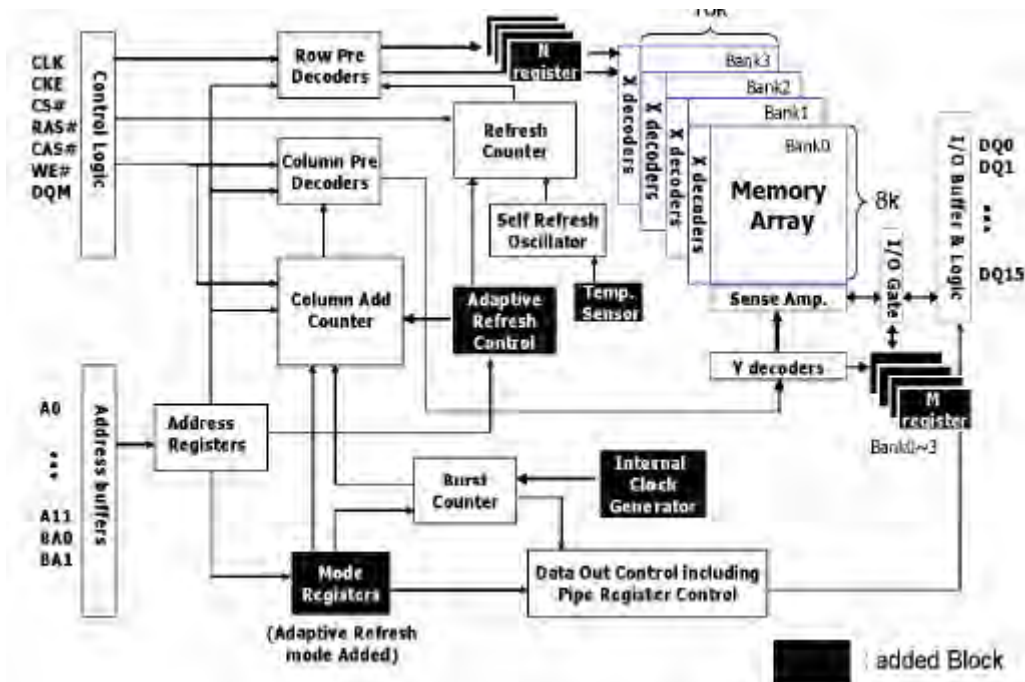 CLK
CKE
CS#
RAS#
CAS#
WE#
DQM
Control Logic
Row Pre
Decoders
N
register
Refresh
Counter
Column Pre
Decoders
Self Refresh
Oscillator
Temp.
Sensor
Column Add
Counter
Adaptive
Refresh
Control
X decoders
X decoders
X decoders
X decoders
Bank3
Bank2
Bank1
Bank0
Memory
Array
8k
Sense Amp.
Y decoders
I/O Gate
I/O Buffer & Logic
DQ0
DQ1
...
DQ15
M
register
Bank0~3
A0
...
A11
BA0
BA1
Address buffers
Address
Registers
Burst
Counter
Internal
Clock
Generator
Mode
Registers
(Adaptive Refresh
mode Added)
Data Out Control including
Pipe Register Control
: added Block